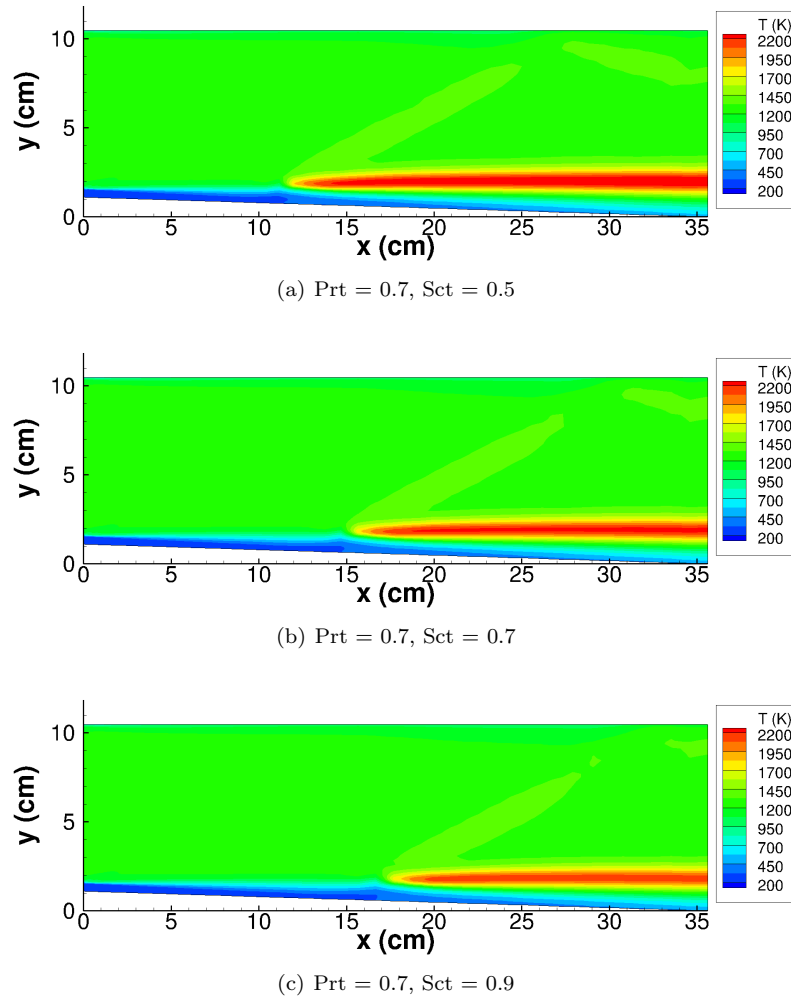 T (K)
2200
1950
1700
1450
1200
950
700
450
200
10
5
0
y (cm)
0 5 10 15 20 25 30 35
x (cm)
(a) Prt = 0.7, Sct = 0.5
T (K)
2200
1950
1700
1450
1200
950
700
450
200
10
5
0
y (cm)
0 5 10 15 20 25 30 35
x (cm)
(b) Prt = 0.7, Sct = 0.7
T (K)
2200
1950
1700
1450
1200
950
700
450
200
10
5
0
y (cm)
0 5 10 15 20 25 30 35
x (cm)
(c) Prt = 0.7, Sct = 0.9